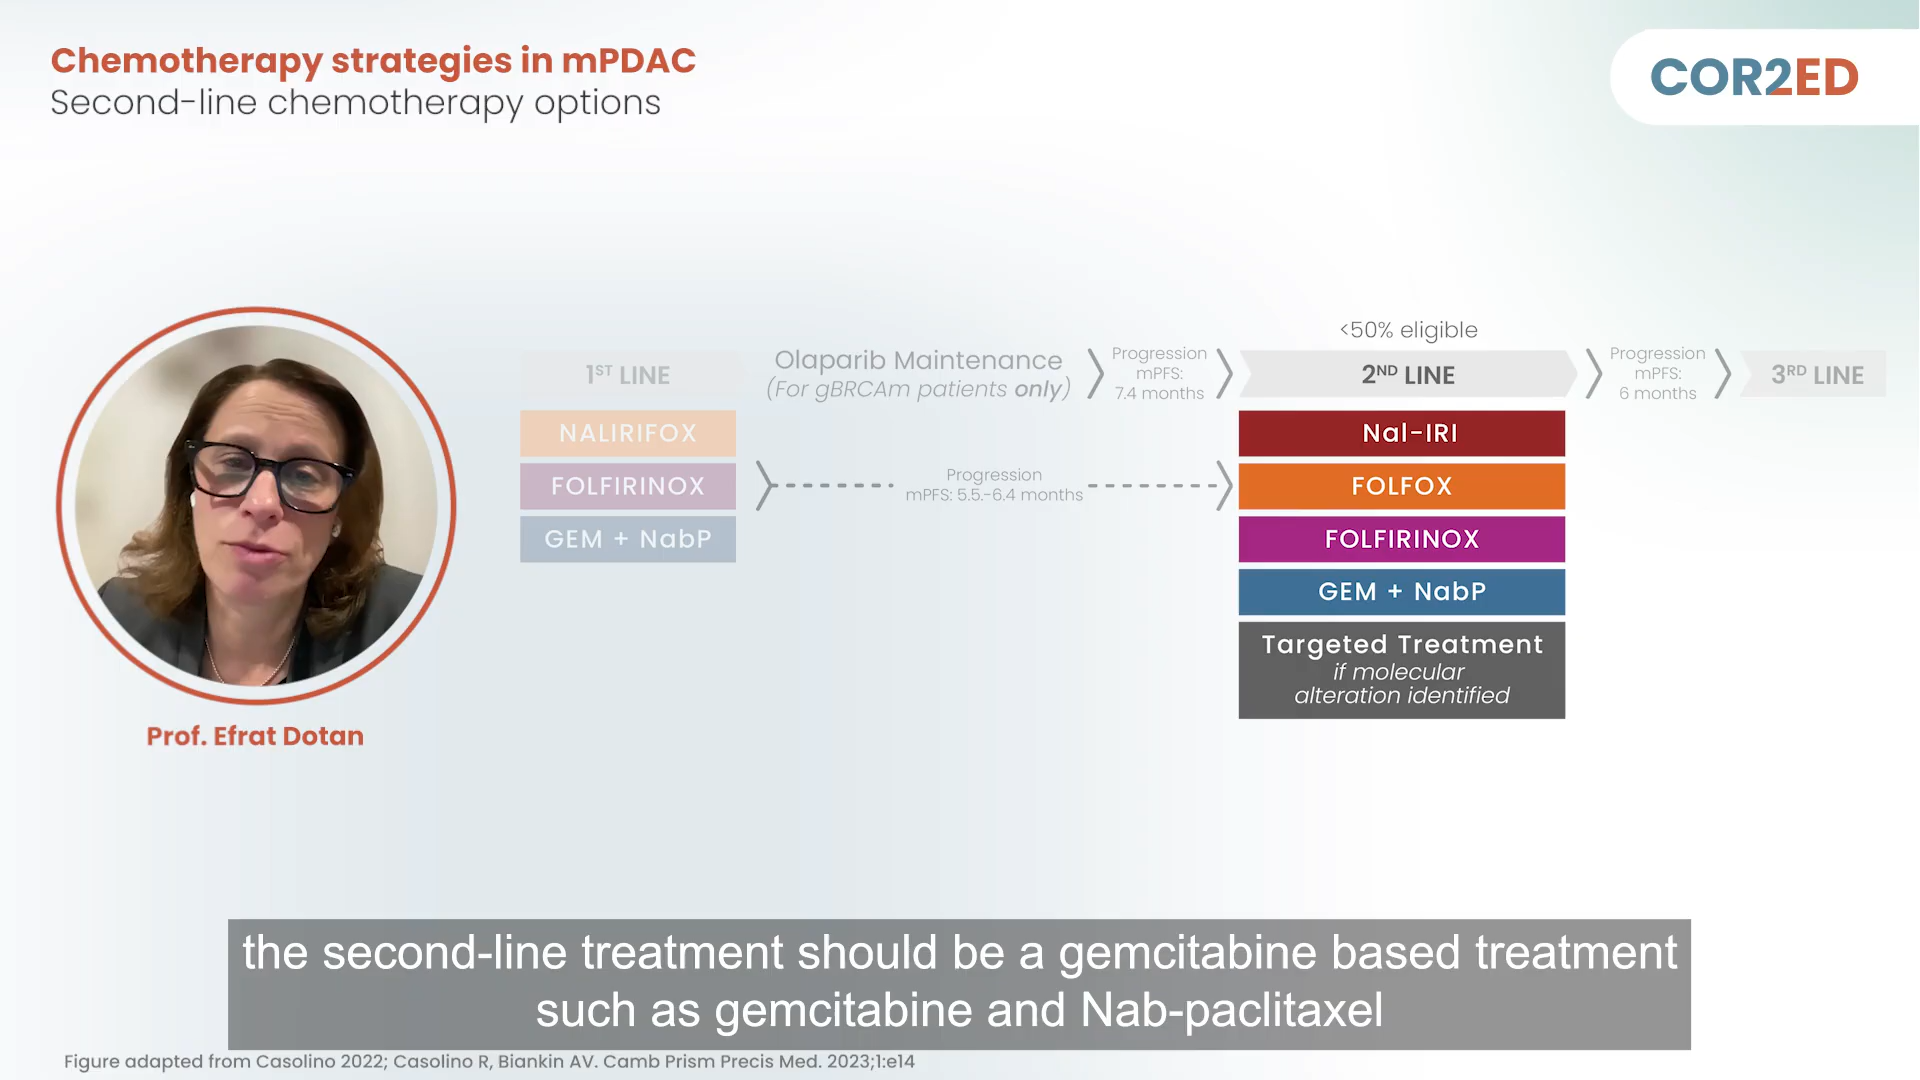 Chemotherapy strategies in mPDAC
Second-line chemotherapy options
COR2ED
<50% eligible
1ST LINE
Olaparib Maintenance
(For gBRCAm patients only)
Progression
mPFS:
7.4 months
2ND LINE
Progression
mPFS:
6 months
3RD LINE
NALIRIFOX
FOLFIRINOX
GEM + NabP
Progression
mPFS: 5.5.-6.4 months
Nal-IRI
FOLFOX
FOLFIRINOX
GEM + NabP
Targeted Treatment
if molecular
alteration identified
Prof. Efrat Dotan
the second-line treatment should be a gemcitabine based treatment
such as gemcitabine and Nab-paclitaxel
Figure adapted from Casolino 2022; Casolino R, Biankin AV. Camb Prism Precis Med. 2023;1:e14